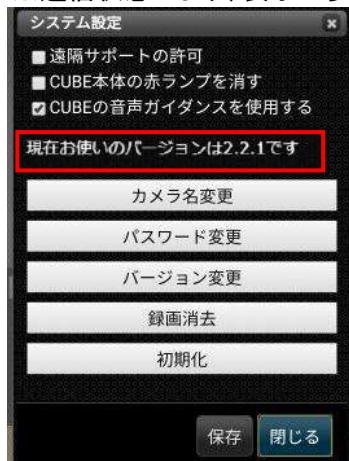 システム設定
遠隔サポートの許可
CUBE本体の赤ランプを消す
CUBEの音声ガイダンスを使用する
現在お使いのバージョンは2.2.1です
カメラ名変更
パスワード変更
バージョン変更
録画消去
初期化
保存 閉じる